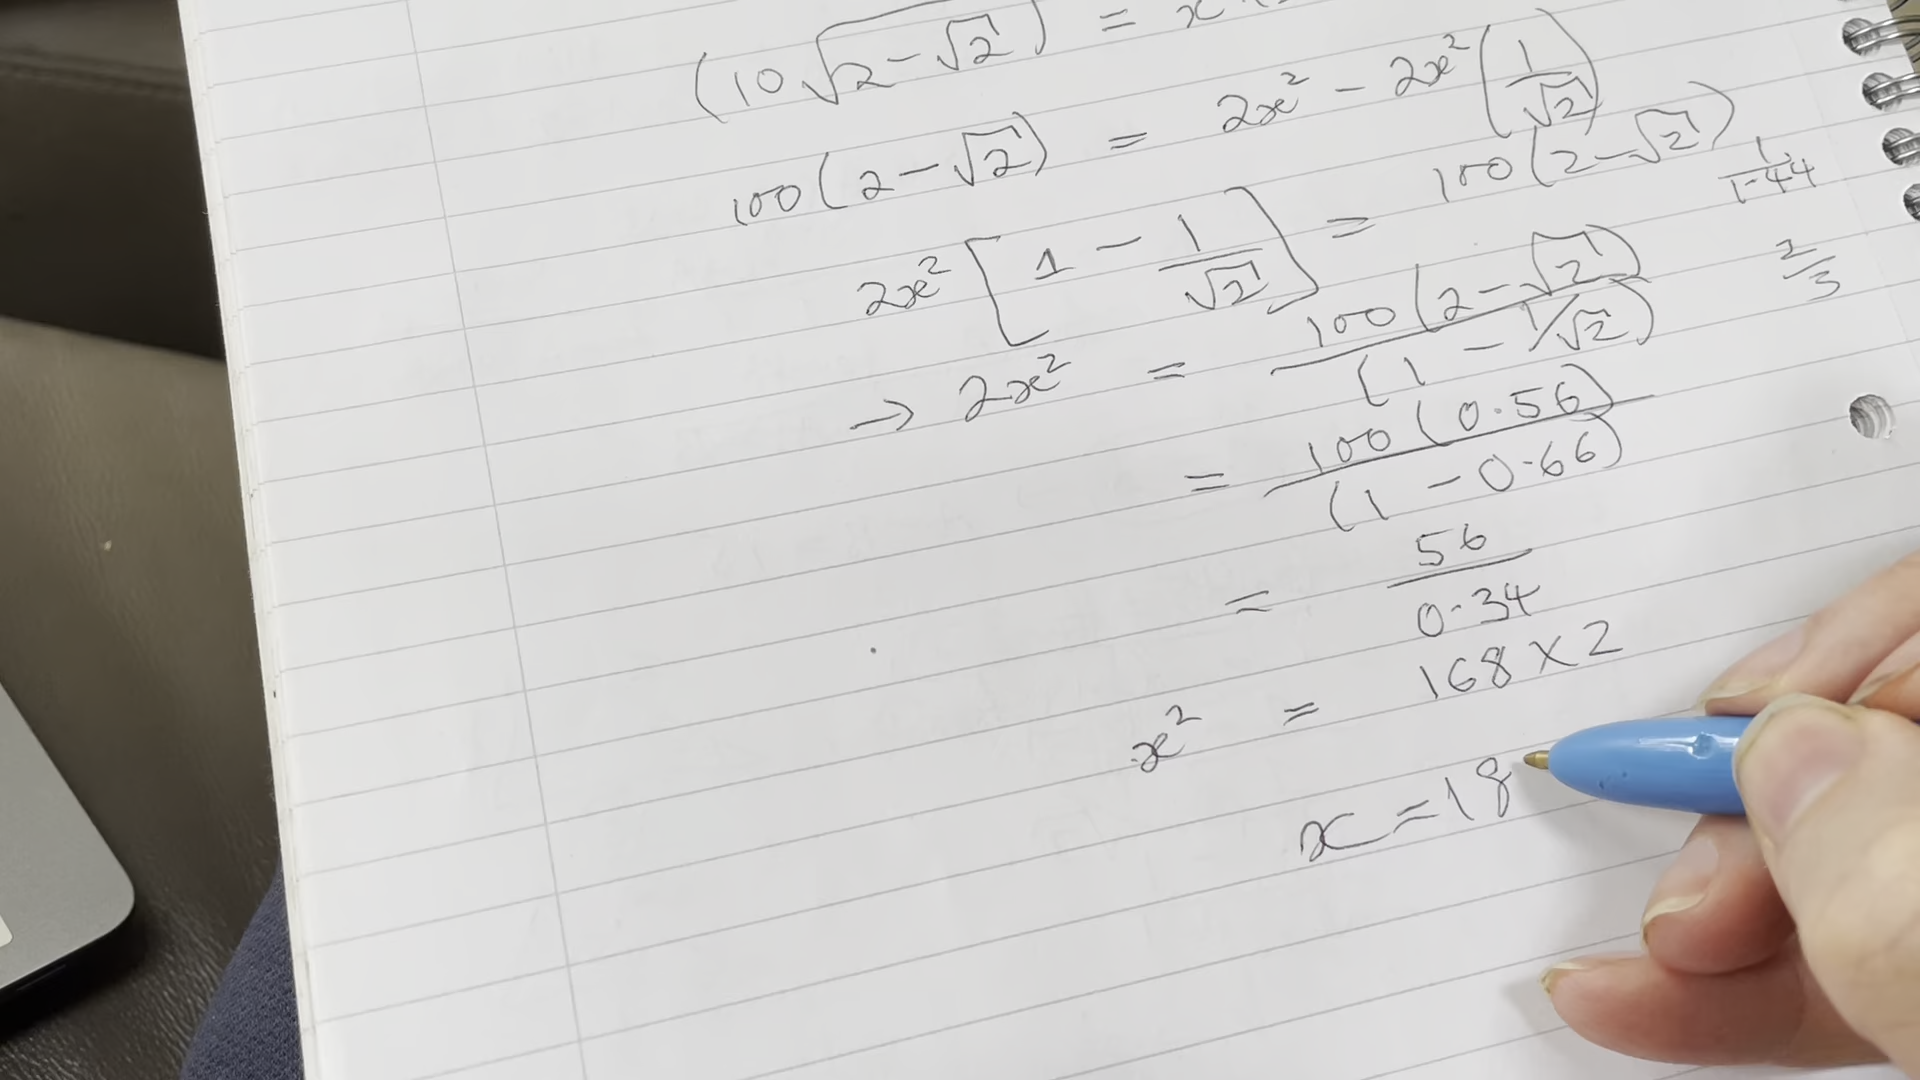 (10√(2-√2)) = x
100(2-√2) = 2x² - 2x²(1/√2)
2x²[1 - 1/√2] = 100(2-√2)
1/1.44
→ 2x² = 100(2-√2)/(1 - 1/√2)
2/3
= 100(0.56)/(1 - 0.66)
= 56/0.34
x² = 168 × 2
x = 18